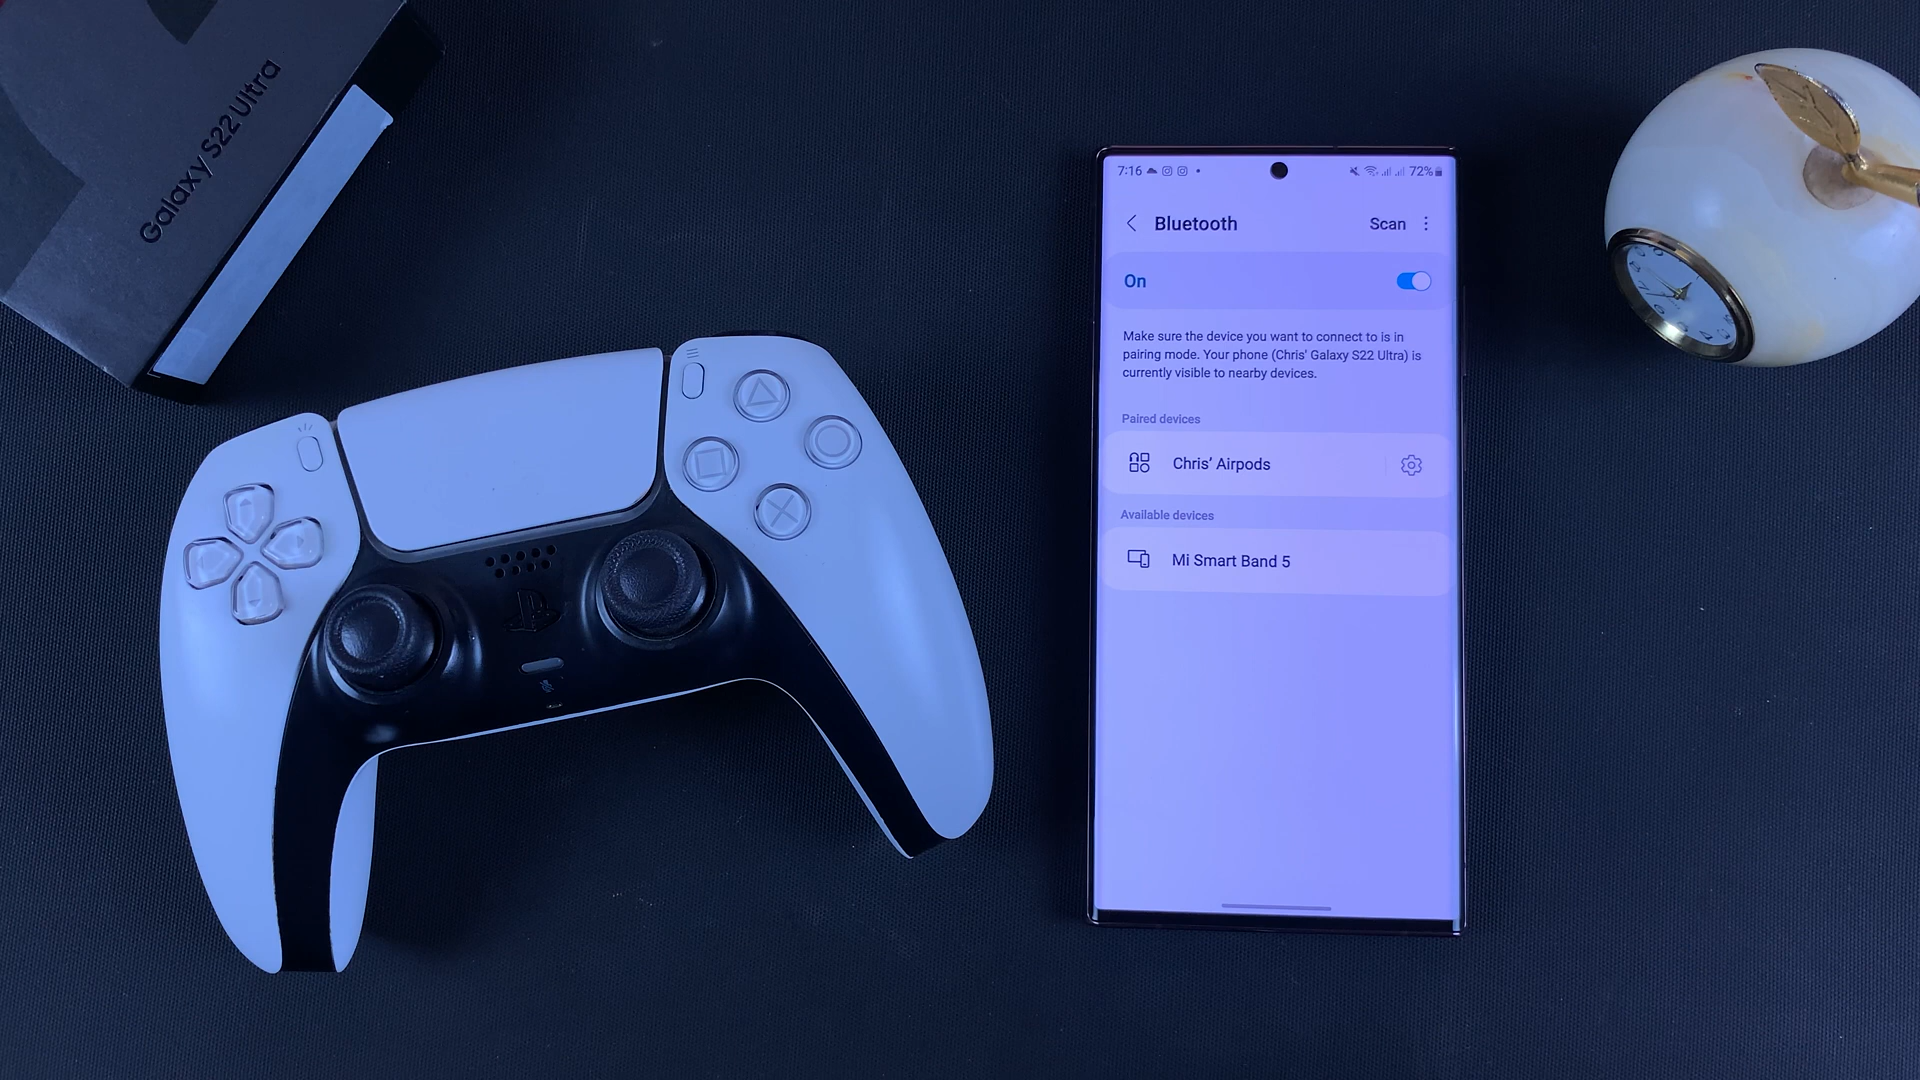 Galaxy S22 Ultra
7:16
72%
Bluetooth
Scan
On
Make sure the device you want to connect to is in
pairing mode. Your phone (Chris' Galaxy S22 Ultra) is
currently visible to nearby devices.
Paired devices
Chris’ Airpods
Available devices
Mi Smart Band 5